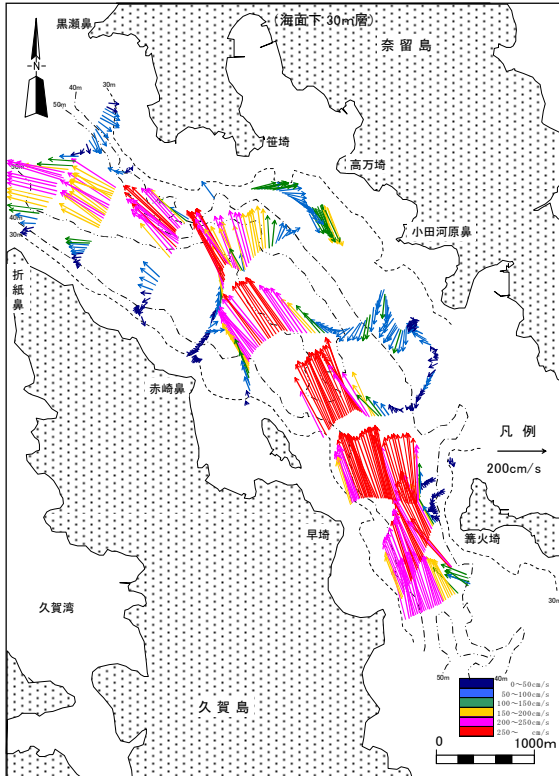 黒瀬鼻
(海面下 30m層)
奈留島
N
40m
30m
50m
笹埼
高万埼
小田河原鼻
40m
30m
折紙鼻
赤崎鼻
凡 例
200cm/s
早埼
篝火埼
30m
久賀湾
久 賀 島
50m
40m
0～50cm/s
50～100cm/s
100～150cm/s
150～200cm/s
200～250cm/s
250～ cm/s
0
1000m